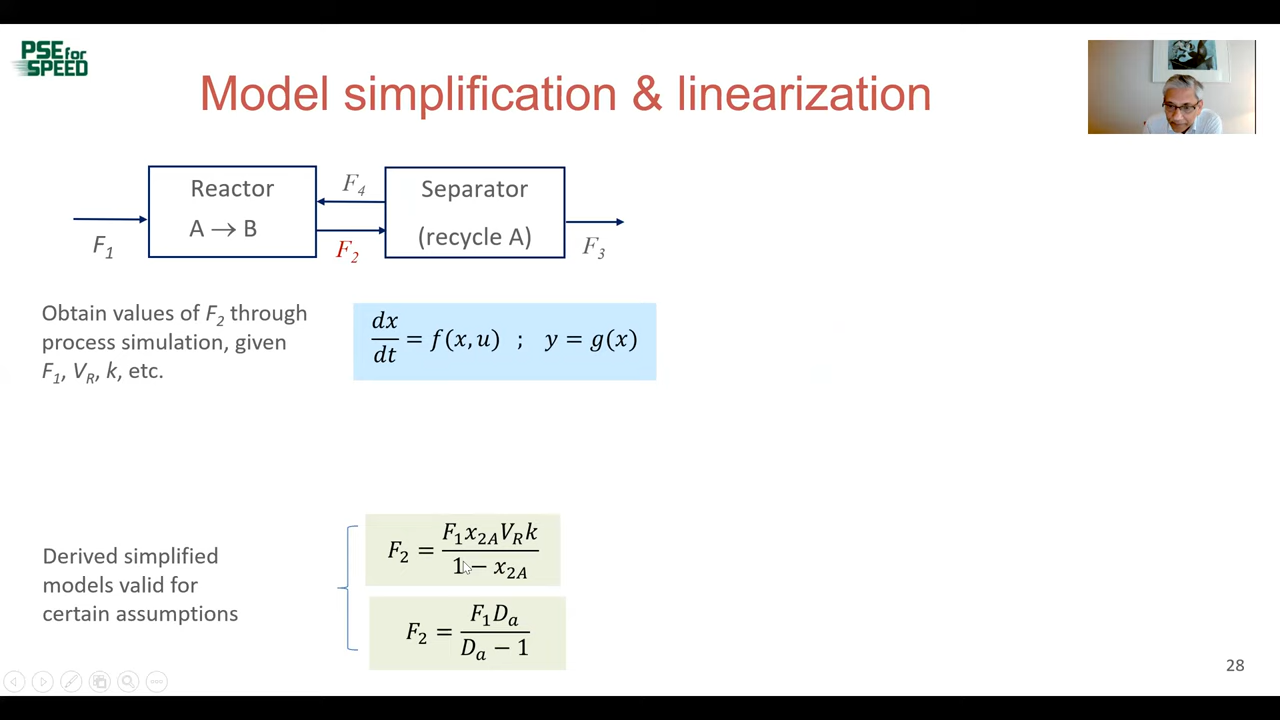 PSE for
SPEED
Model simplification & linearization
Reactor
A → B
Separator
(recycle A)
F₁
F₄
F₂
F₃
Obtain values of F₂ through
process simulation, given
F₁, V_R, k, etc.
dx/dt = f(x, u) ; y = g(x)
Derived simplified
models valid for
certain assumptions
F₂ = F₁x₂ₐV_Rk / 1 − x₂ₐ
F₂ = F₁Dₐ / Dₐ − 1
28